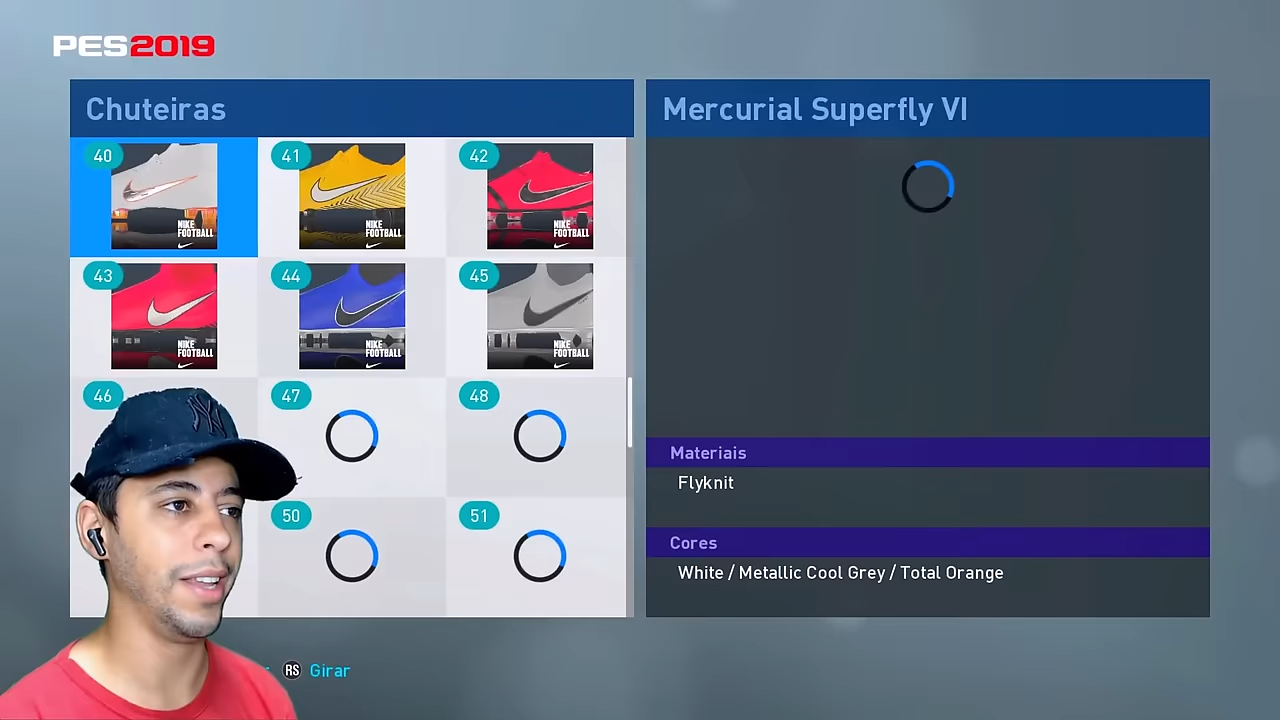 PES2019
Chuteiras
Mercurial Superfly VI
40
41
42
NIKE
FOOTBALL
NIKE
FOOTBALL
NIKE
FOOTBALL
43
44
45
NIKE
FOOTBALL
NIKE
FOOTBALL
NIKE
FOOTBALL
46
47
48
50
51
Materiais
Flyknit
Cores
White / Metallic Cool Grey / Total Orange
RS Girar